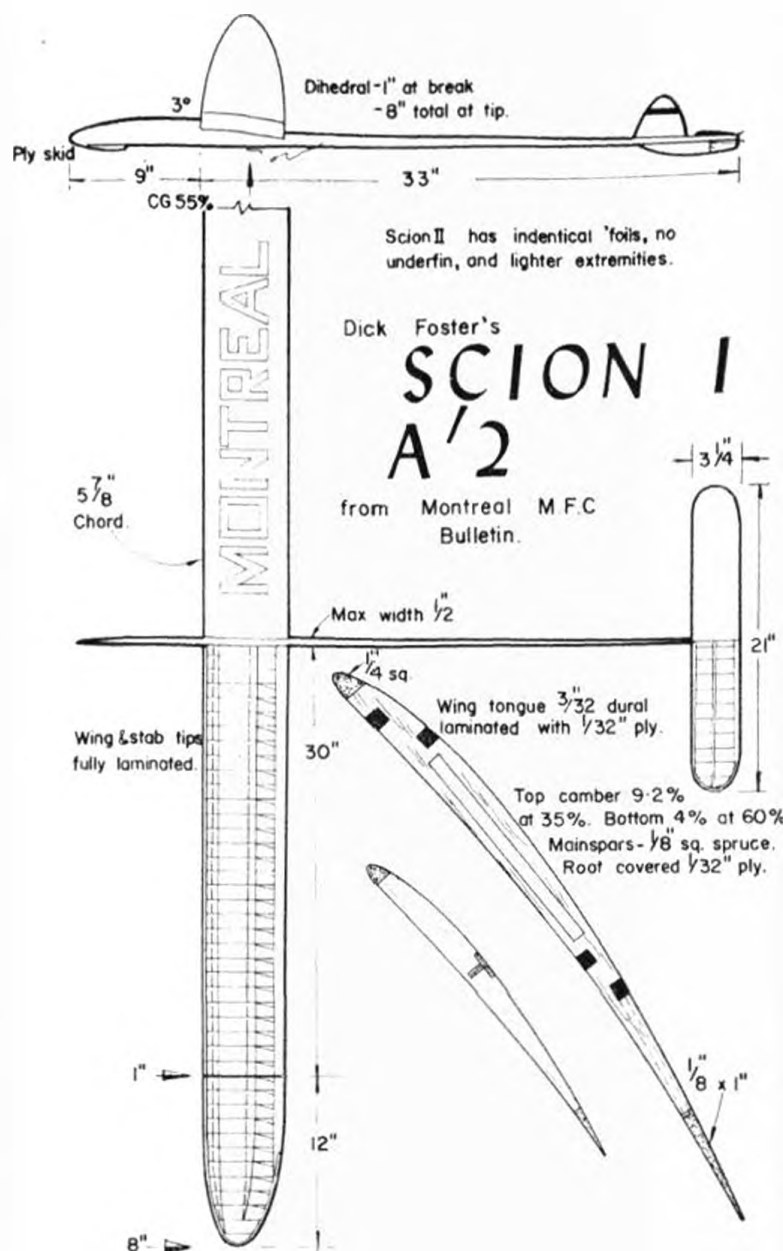 Dihedral-1" at break
-8" total at tip.
3°
Ply skid
9"
33"
CG 55%
Scion II has indentical 'foils, no
underfin, and lighter extremities.
MONTREAL
Dick Foster's
SCION I
A'2
from Montreal M.F.C
Bulletin.
3 1/4"
5 7/8"
Chord.
Max width 1/2"
21"
1/4" sq.
Wing tongue 3/32" dural
laminated with 1/32" ply.
Wing & stab tips
fully laminated.
30"
Top camber 9·2%
at 35%. Bottom 4% at 60%
Mainspars-1/8" sq. spruce.
Root covered 1/32" ply.
1"
1/8" x 1"
12"
8"